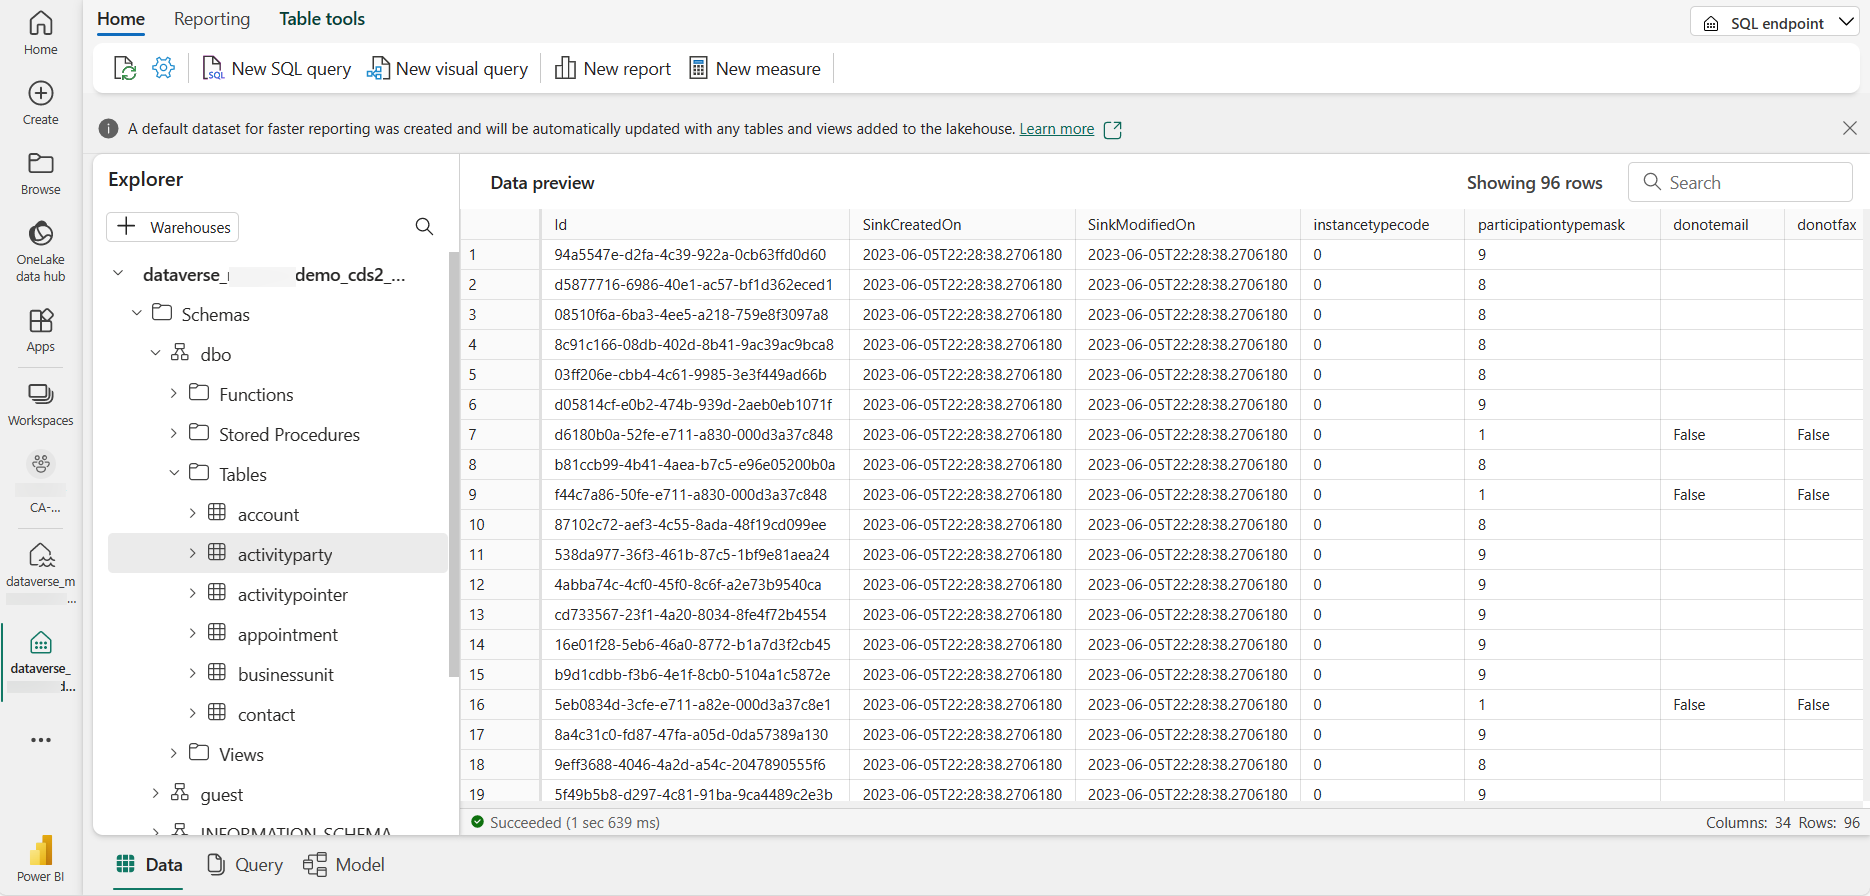 Home
Create
Browse
OneLake
data hub
Apps
Workspaces
CA-...
dataverse_m
...
dataverse_
d...
Power BI
Home Reporting Table tools
SQL endpoint
New SQL query New visual query New report New measure
A default dataset for faster reporting was created and will be automatically updated with any tables and views added to the lakehouse. Learn more
Explorer
Warehouses
dataverse_ demo_cds2_...
Schemas
dbo
Functions
Stored Procedures
Tables
account
activityparty
activitypointer
appointment
businessunit
contact
Views
guest
INFORMATION_SCHEMA
Data preview Showing 96 rows Search
Id SinkCreatedOn SinkModifiedOn instancetypecode participationtypemask donotemail donotfax
1 94a5547e-d2fa-4c39-922a-0cb63ffd0d60 2023-06-05T22:28:38.2706180 2023-06-05T22:28:38.2706180 0 9
2 d5877716-6986-40e1-ac57-bf1d362eced1 2023-06-05T22:28:38.2706180 2023-06-05T22:28:38.2706180 0 8
3 08510f6a-6ba3-4ee5-a218-759e8f3097a8 2023-06-05T22:28:38.2706180 2023-06-05T22:28:38.2706180 0 8
4 8c91c166-08db-402d-8b41-9ac39ac9bca8 2023-06-05T22:28:38.2706180 2023-06-05T22:28:38.2706180 0 8
5 03ff206e-cbb4-4c61-9985-3e3f449ad66b 2023-06-05T22:28:38.2706180 2023-06-05T22:28:38.2706180 0 8
6 d05814cf-e0b2-474b-939d-2aeb0eb1071f 2023-06-05T22:28:38.2706180 2023-06-05T22:28:38.2706180 0 9
7 d6180b0a-52fe-e711-a830-000d3a37c848 2023-06-05T22:28:38.2706180 2023-06-05T22:28:38.2706180 0 1 False False
8 b81ccb99-4b41-4aea-b7c5-e96e05200b0a 2023-06-05T22:28:38.2706180 2023-06-05T22:28:38.2706180 0 8
9 f44c7a86-50fe-e711-a830-000d3a37c848 2023-06-05T22:28:38.2706180 2023-06-05T22:28:38.2706180 0 1 False False
10 87102c72-aef3-4c55-8ada-48f19cd099ee 2023-06-05T22:28:38.2706180 2023-06-05T22:28:38.2706180 0 8
11 538da977-36f3-461b-87c5-1bf9e81aea24 2023-06-05T22:28:38.2706180 2023-06-05T22:28:38.2706180 0 9
12 4abba74c-4cf0-45f0-8c6f-a2e73b9540ca 2023-06-05T22:28:38.2706180 2023-06-05T22:28:38.2706180 0 9
13 cd733567-23f1-4a20-8034-8fe4f72b4554 2023-06-05T22:28:38.2706180 2023-06-05T22:28:38.2706180 0 9
14 16e01f28-5eb6-46a0-8772-b1a7d3f2cb45 2023-06-05T22:28:38.2706180 2023-06-05T22:28:38.2706180 0 9
15 b9d1cdbb-f3b6-4e1f-8cb0-5104a1c5872e 2023-06-05T22:28:38.2706180 2023-06-05T22:28:38.2706180 0 9
16 5eb0834d-3cfe-e711-a82e-000d3a37c8e1 2023-06-05T22:28:38.2706180 2023-06-05T22:28:38.2706180 0 1 False False
17 8a4c31c0-fd87-47fa-a05d-0da57389a130 2023-06-05T22:28:38.2706180 2023-06-05T22:28:38.2706180 0 9
18 9eff3688-4046-4a2d-a54c-2047890555f6 2023-06-05T22:28:38.2706180 2023-06-05T22:28:38.2706180 0 8
19 5f49b5b8-d297-4c81-91ba-9ca4489c2e3b 2023-06-05T22:28:38.2706180 2023-06-05T22:28:38.2706180 0 9
Succeeded (1 sec 639 ms) Columns: 34 Rows: 96
Data Query Model